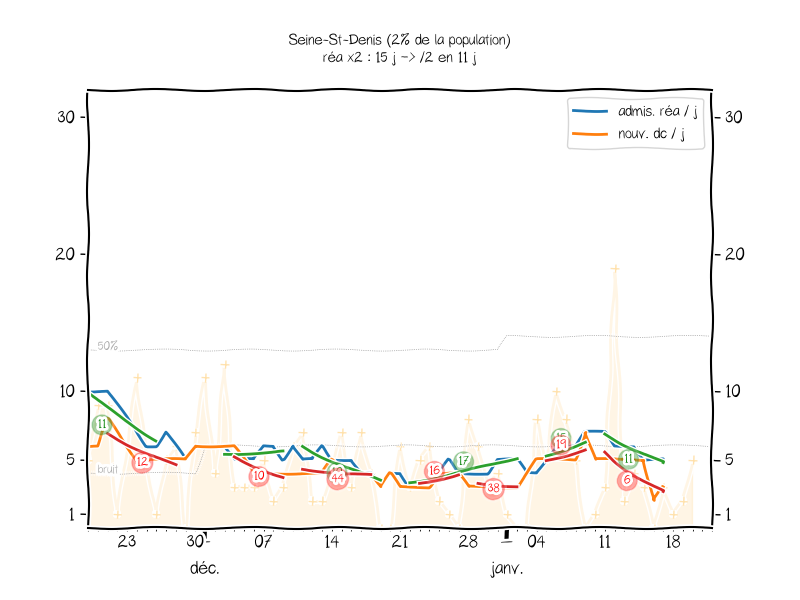 Seine-St-Denis (2% de la population)
réa x2 : 15 j -> /2 en 11 j
admis. réa / j
nouv. dc / j
30 30
20 20
50%
10 10
bruit
5 5
1 1
11 12 10 44 16 17 38 19 11 6
23 30 07 14 21 28 04 11 18
déc. janv.